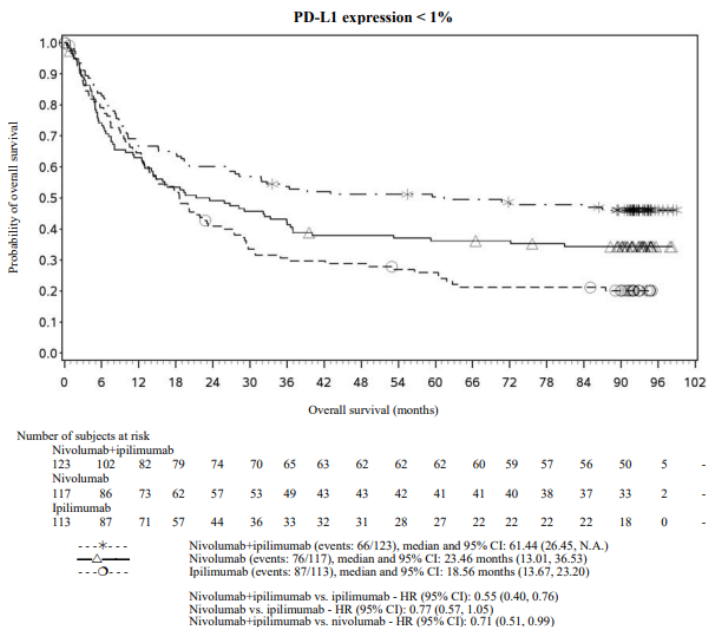 PD-L1 expression < 1%
Probability of overall survival
1.0
0.9
0.8
0.7
0.6
0.5
0.4
0.3
0.2
0.1
0.0
0 6 12 18 24 30 36 42 48 54 60 66 72 78 84 90 96 102
Overall survival (months)
Number of subjects at risk
Nivolumab+ipilimumab
123 102 82 79 74 70 65 63 62 62 62 60 59 57 56 50 5 -
Nivolumab
117 86 73 62 57 53 49 43 43 42 41 41 40 38 37 33 2 -
Ipilimumab
113 87 71 57 44 36 33 32 31 28 27 22 22 22 22 18 0 -
Nivolumab+ipilimumab (events: 66/123), median and 95% CI: 61.44 (26.45, N.A.)
Nivolumab (events: 76/117), median and 95% CI: 23.46 months (13.01, 36.53)
Ipilimumab (events: 87/113), median and 95% CI: 18.56 months (13.67, 23.20)
Nivolumab+ipilimumab vs. ipilimumab - HR (95% CI): 0.55 (0.40, 0.76)
Nivolumab vs. ipilimumab - HR (95% CI): 0.77 (0.57, 1.05)
Nivolumab+ipilimumab vs. nivolumab - HR (95% CI): 0.71 (0.51, 0.99)